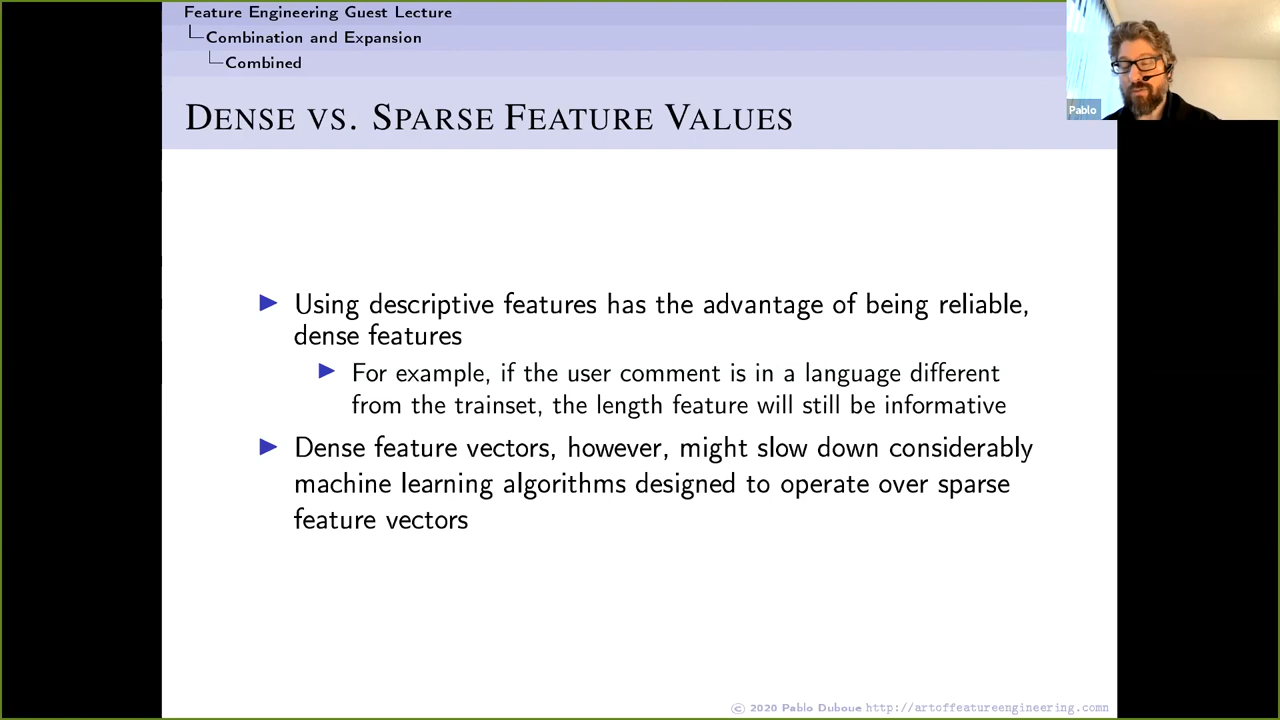 Feature Engineering Guest Lecture
Combination and Expansion
Combined
DENSE VS. SPARSE FEATURE VALUES
Pablo
Using descriptive features has the advantage of being reliable,
dense features
For example, if the user comment is in a language different
from the trainset, the length feature will still be informative
Dense feature vectors, however, might slow down considerably
machine learning algorithms designed to operate over sparse
feature vectors
© 2020 Pablo Duboue http://artoffeatureengineering.comn